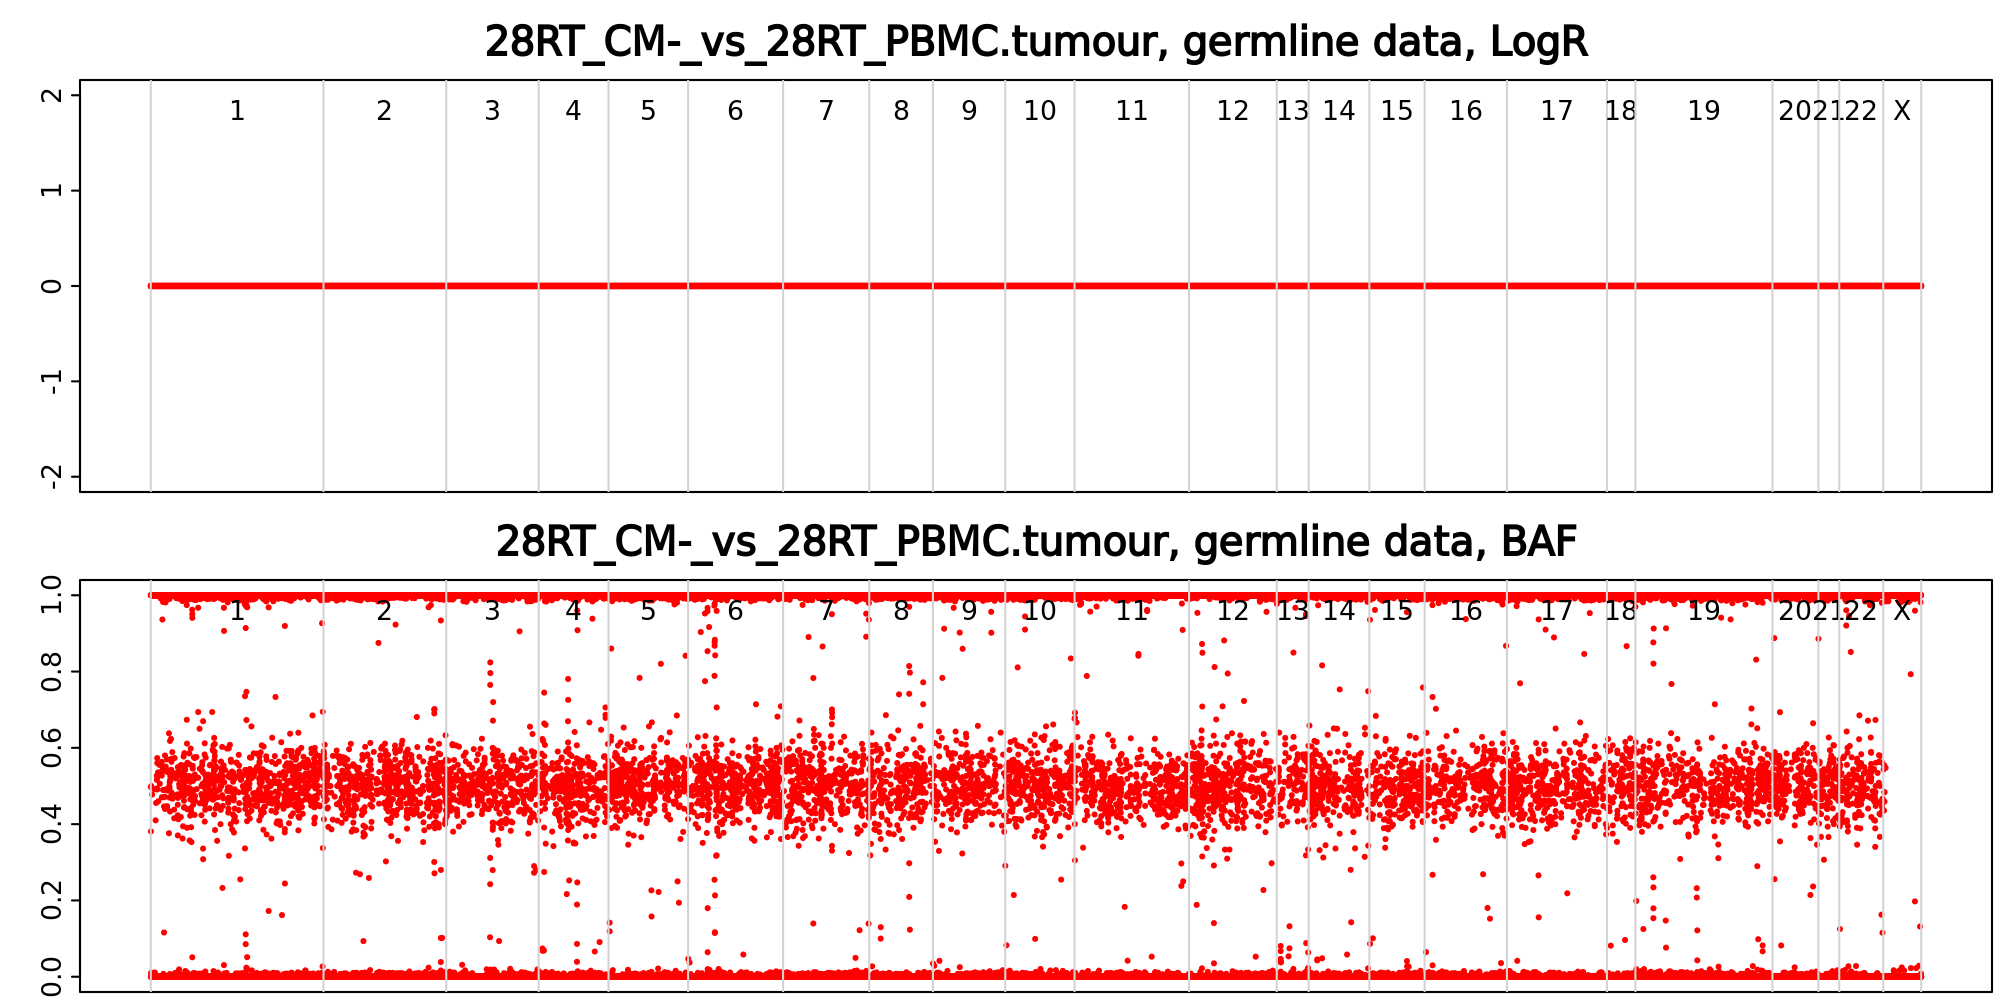 28RT_CM-_vs_28RT_PBMC.tumour, germline data, LogR
1 2 3 4 5 6 7 8 9 10 11 12 13 14 15 16 17 18 19 20 21 22 X
2
1
0
-1
-2
28RT_CM-_vs_28RT_PBMC.tumour, germline data, BAF
1 2 3 4 5 6 7 8 9 10 11 12 13 14 15 16 17 18 19 20 21 22 X
1.0
0.8
0.6
0.4
0.2
0.0